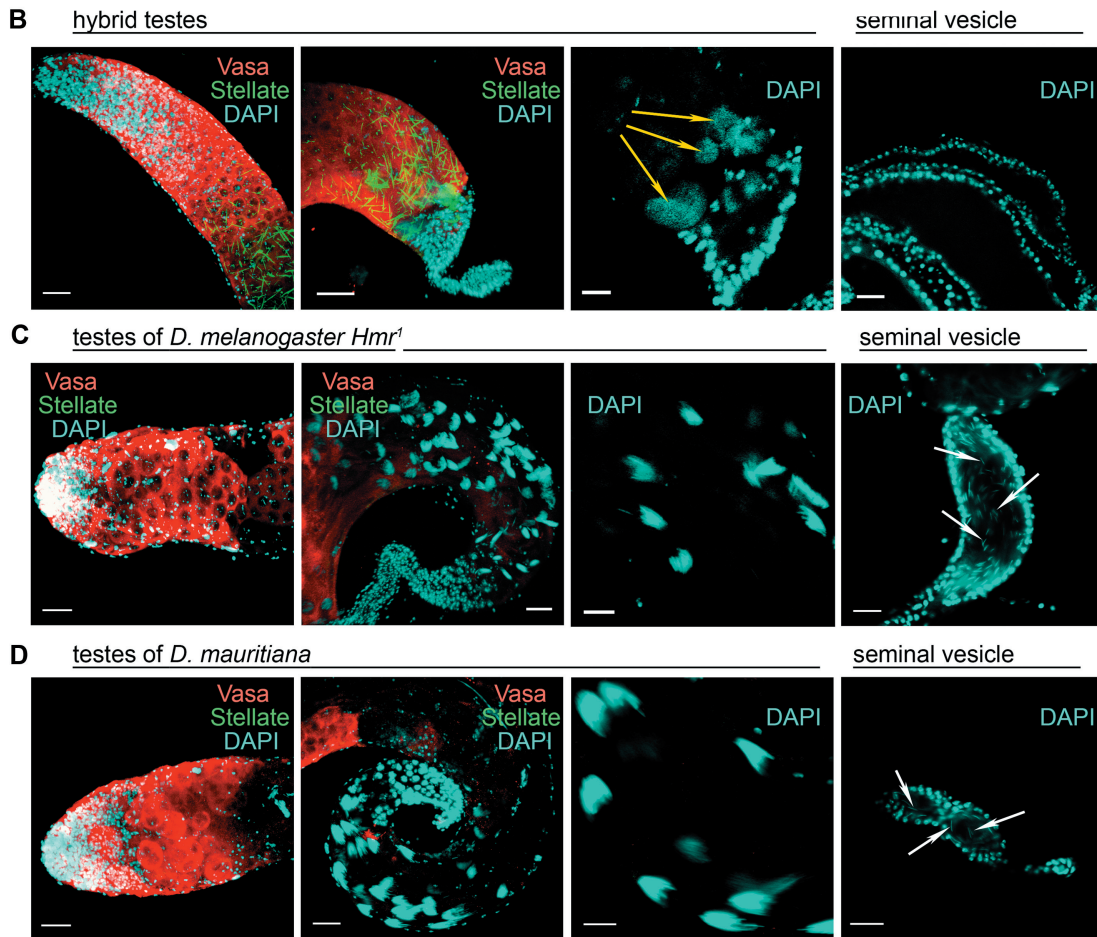 B hybrid testes seminal vesicle
Vasa Vasa DAPI DAPI
Stellate Stellate
DAPI DAPI
C testes of D. melanogaster Hmr¹ seminal vesicle
Vasa Vasa DAPI DAPI
Stellate Stellate
DAPI DAPI
D testes of D. mauritiana seminal vesicle
Vasa Vasa DAPI DAPI
Stellate Stellate
DAPI DAPI